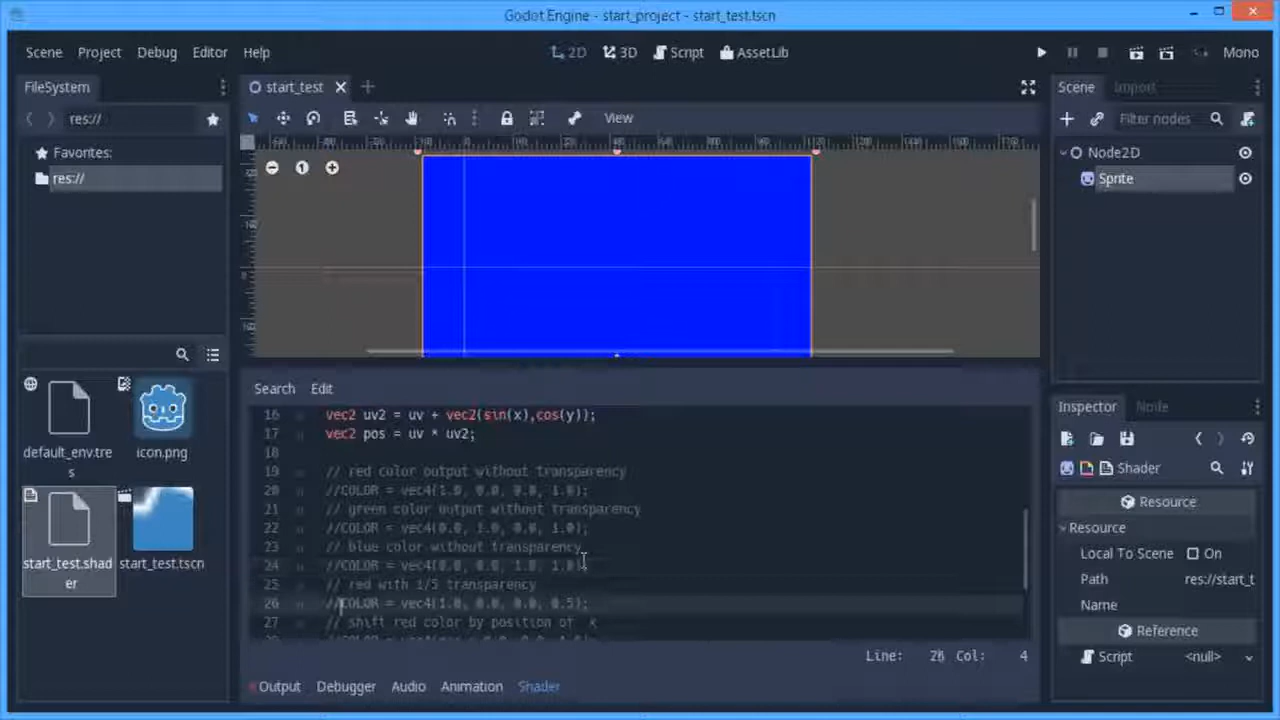 Godot Engine - start_project - start_test.tscn
Scene Project Debug Editor Help 2D 3D Script AssetLib Mono
FileSystem
res://
Favorites:
res://
default_env.tre
s
icon.png
start_test.shad
er
start_test.tscn
start_test
View
Search Edit
16 vec2 uv2 = uv + vec2(sin(x),cos(y));
17 vec2 pos = uv * uv2;
18
19 // red color output without transparency
20 //COLOR = vec4(1.0, 0.0, 0.0, 1.0);
21 // green color output without transparency
22 //COLOR = vec4(0.0, 1.0, 0.0, 1.0);
23 // blue color without transparency
24 //COLOR = vec4(0.0, 0.0, 1.0, 1.0);
25 // red with 1/5 transparency
26 //COLOR = vec4(1.0, 0.0, 0.0, 0.5);
27 // shift red color by position of x
Line: 26 Col: 4
Output Debugger Audio Animation Shader
Scene Import
Filter nodes
Node2D
Sprite
Inspector Node
Shader
Resource
Resource
Local To Scene On
Path res://start_t
Name
Reference
Script <null>